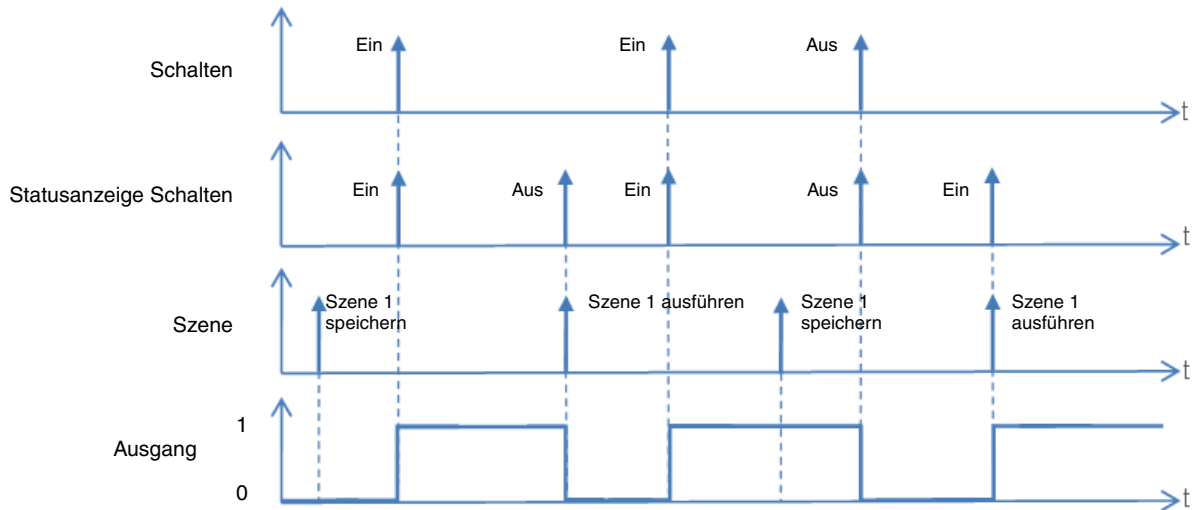 Ein
Ein
Aus
Schalten
t
Ein
Aus
Ein
Aus
Ein
Statusanzeige Schalten
t
Szene 1
speichern
Szene 1 ausführen
Szene 1
speichern
Szene 1
ausführen
Szene
t
1
Ausgang
0
t